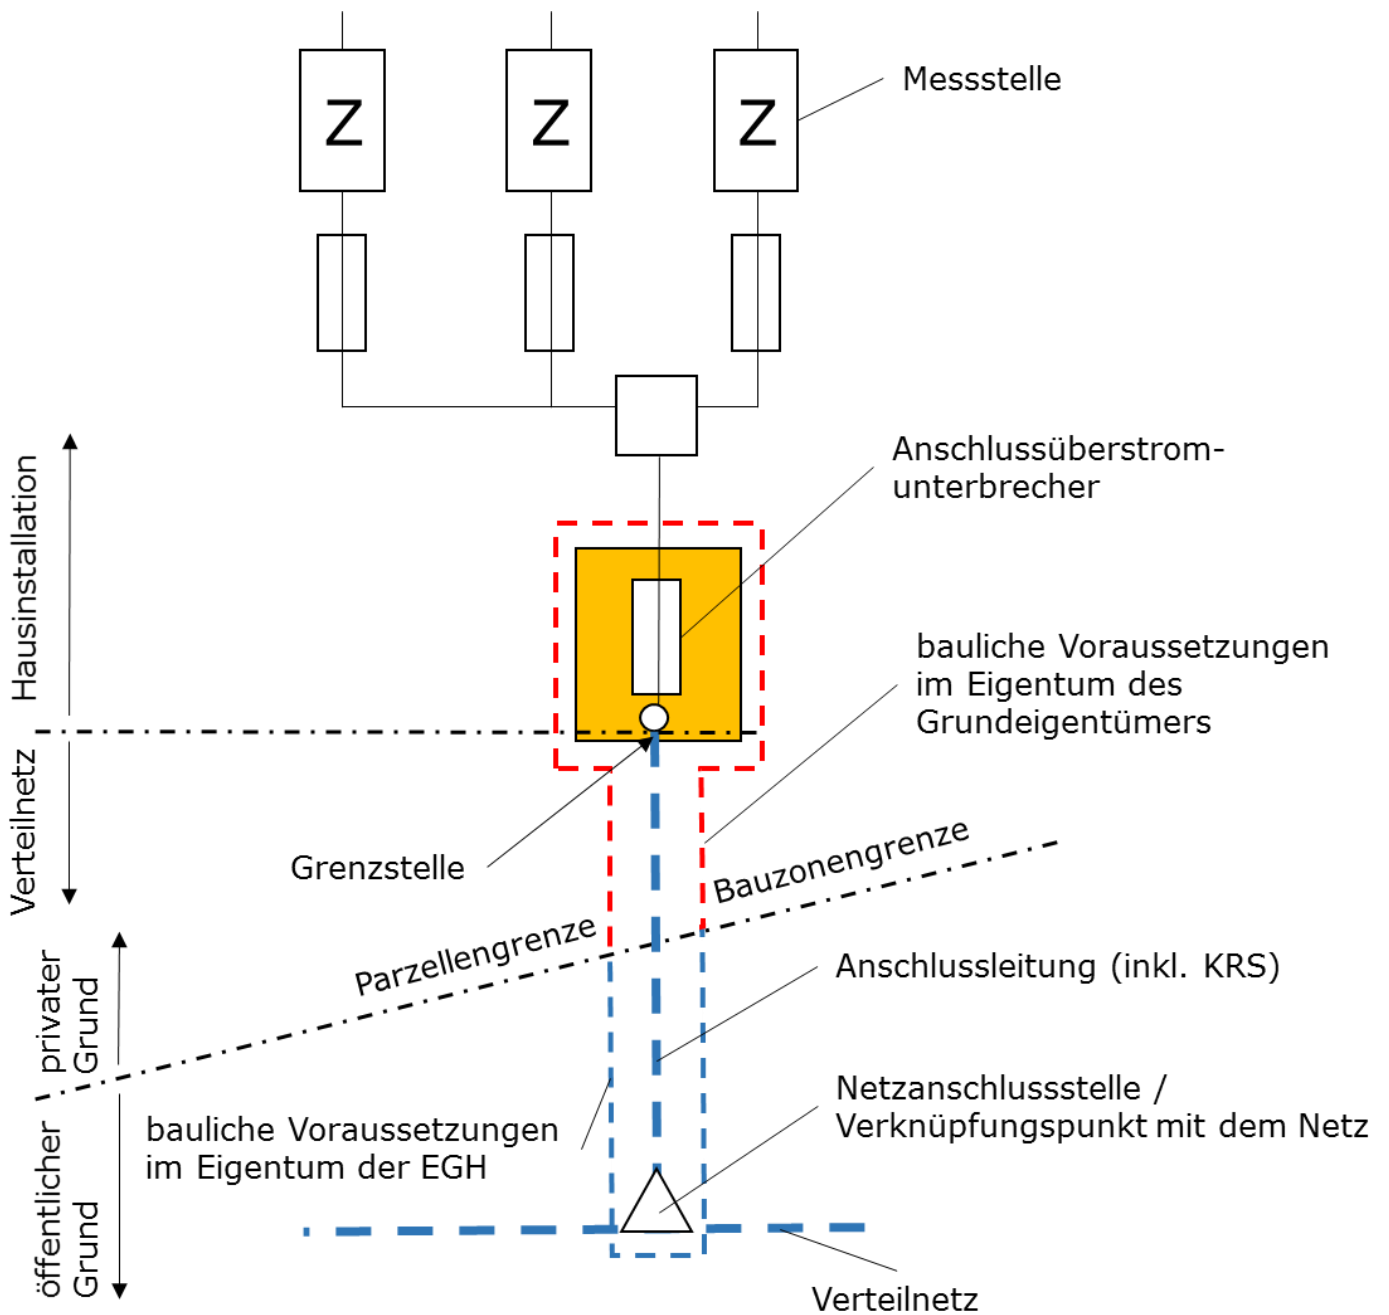 Z
Z
Z
Messstelle
Anschlussüberstrom-
unterbrecher
Hausinstallation
bauliche Voraussetzungen
im Eigentum des
Grundeigentümers
Verteilnetz
Grenzstelle
Bauzonengrenze
Parzellengrenze
privater
Grund
Anschlussleitung (inkl. KRS)
Netzanschlussstelle /
Verknüpfungspunkt mit dem Netz
bauliche Voraussetzungen
im Eigentum der EGH
öffentlicher
Grund
Verteilnetz